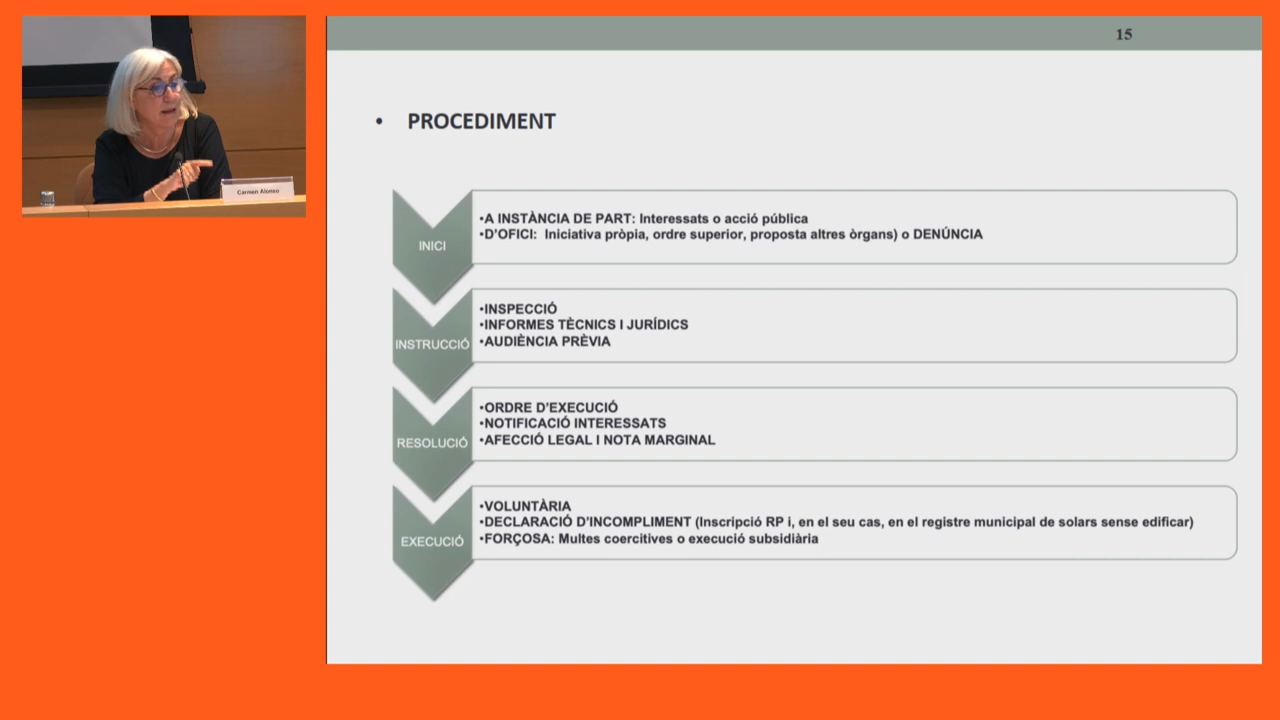 Carmen Alonso
15
• PROCEDIMENT
INICI
•A INSTÀNCIA DE PART: Interessats o acció pública
•D'OFICI: Iniciativa pròpia, ordre superior, proposta altres òrgans) o DENÚNCIA
INSTRUCCIÓ
•INSPECCIÓ
•INFORMES TÈCNICS I JURÍDICS
•AUDIÈNCIA PRÈVIA
RESOLUCIÓ
•ORDRE D'EXECUCIÓ
•NOTIFICACIÓ INTERESSATS
•AFECCIÓ LEGAL I NOTA MARGINAL
EXECUCIÓ
•VOLUNTÀRIA
•DECLARACIÓ D'INCOMPLIMENT (Inscripció RP i, en el seu cas, en el registre municipal de solars sense edificar)
•FORÇOSA: Multes coercitives o execució subsidiària